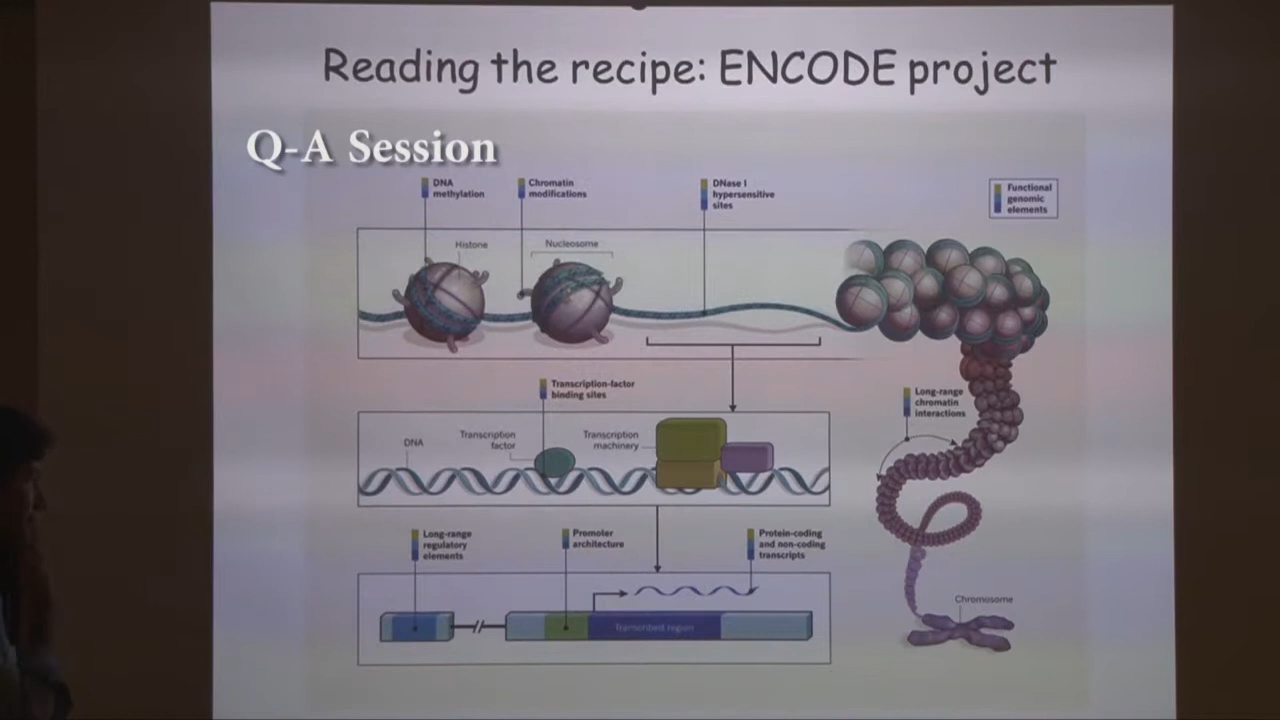 Reading the recipe: ENCODE project
Q-A Session
DNA
methylation
Chromatin
modifications
DNase I
hypersensitive
sites
Functional
genomic
elements
Histone
Nucleosome
Transcription-factor
binding sites
Long-range
chromatin
interactions
DNA
Transcription
factor
Transcription
machinery
Long-range
regulatory
elements
Promoter
architecture
Protein-coding
and non-coding
transcripts
Transcribed region
Chromosome